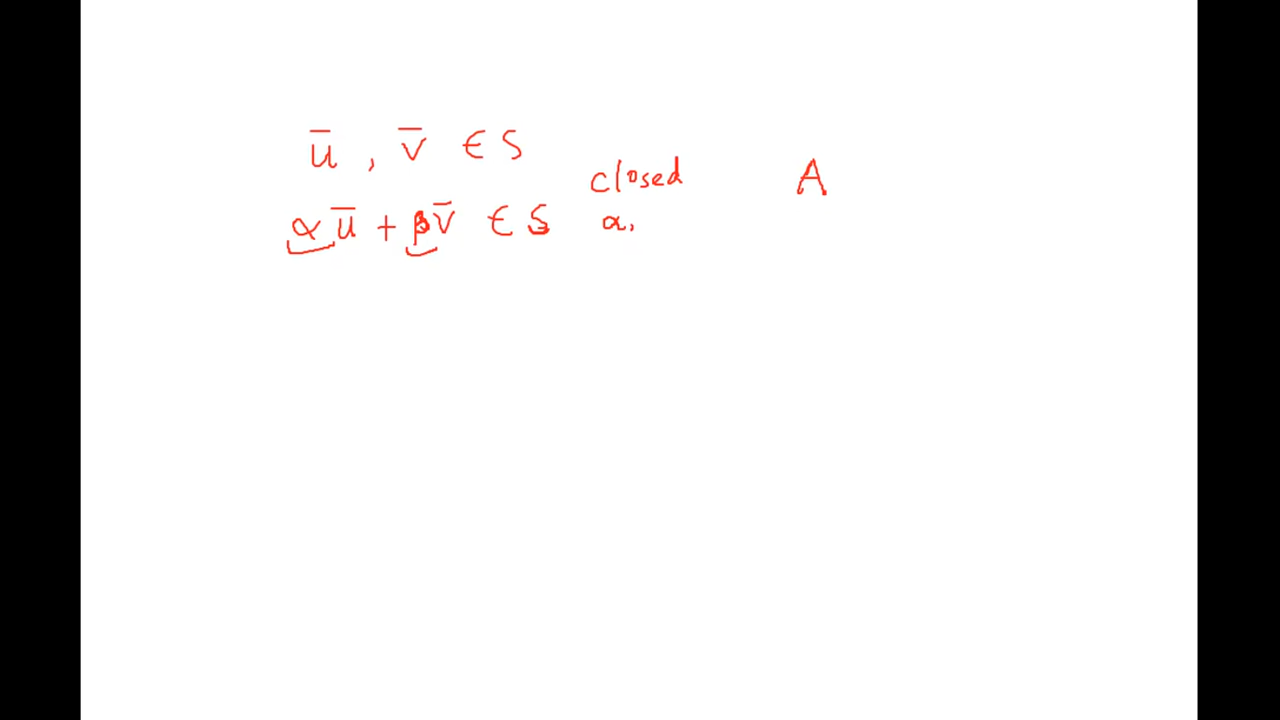 ū , v̄ ∈ S
closed A
αū + βv̄ ∈ S α,